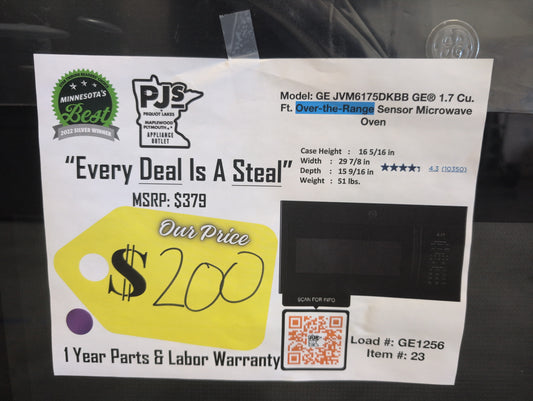 MINNESOTA'S
Best
2022 SILVER WINNER
PJs
PEQUOT LAKES
MAPLEWOOD
PLYMOUTH
APPLIANCE
OUTLET
Model: GE JVM6175DKBB GE® 1.7 Cu.
Ft. Over-the-Range Sensor Microwave
Oven
Case Height : 16 5/16 in
Width : 29 7/8 in
Depth : 15 9/16 in
Weight : 51 lbs.
4.3 (10350)
"Every Deal Is A Steal"
MSRP: $379
Our Price
$200
SCAN FOR INFO
PJs
Load #: GE1256
Item #: 23
1 Year Parts & Labor Warranty